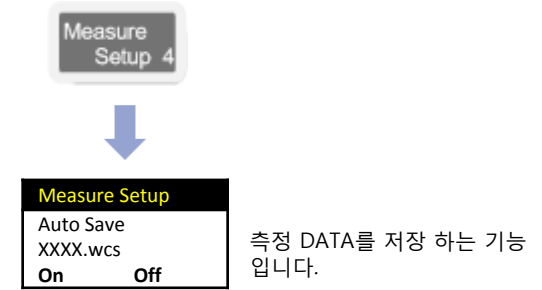 Measure
Setup 4
Measure Setup
Auto Save
XXXX.wcs
On Off
측정 DATA를 저장 하는 기능
입니다.